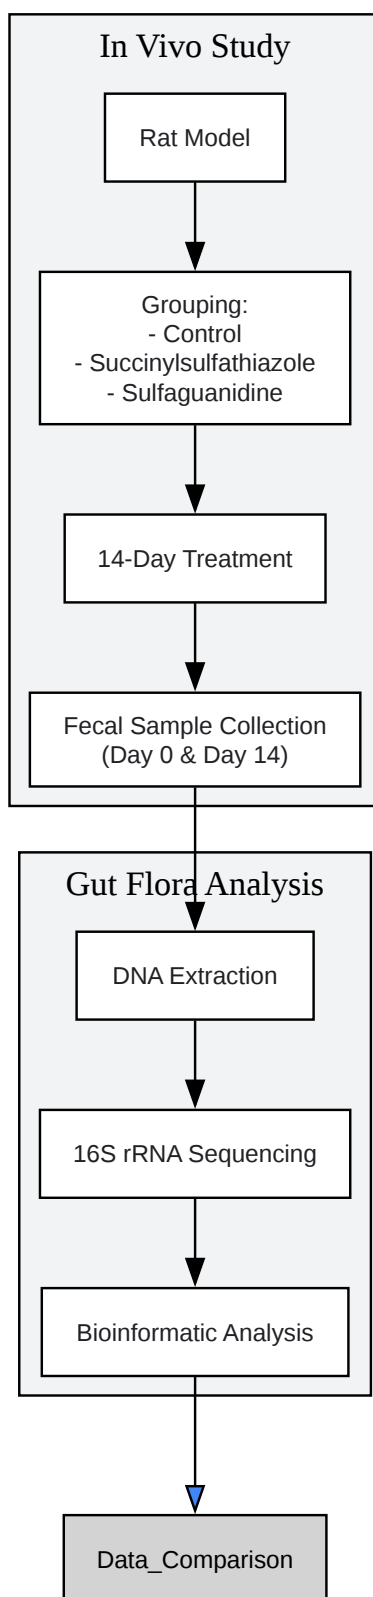 In Vivo Study
Rat Model
Grouping:
- Control
- Succinylsulfathiazole
- Sulfaguanidine
14-Day Treatment
Fecal Sample Collection
(Day 0 & Day 14)
Gut Flora Analysis
DNA Extraction
16S rRNA Sequencing
Bioinformatic Analysis
Data_Comparison